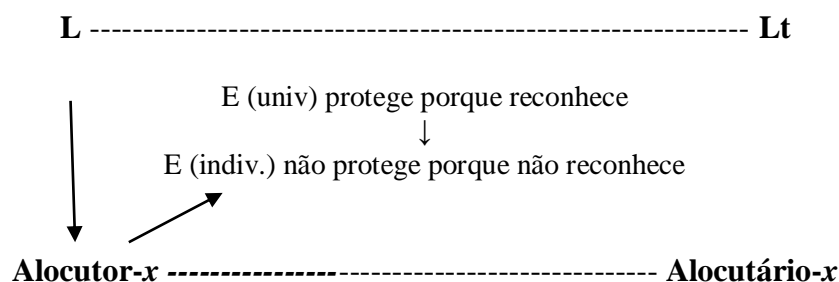 L ------------------------------------------------------------------ Lt
E (univ) protege porque reconhece
↓
E (indiv.) não protege porque não reconhece
Alocutor-x ------------------------------------------------ Alocutário-x